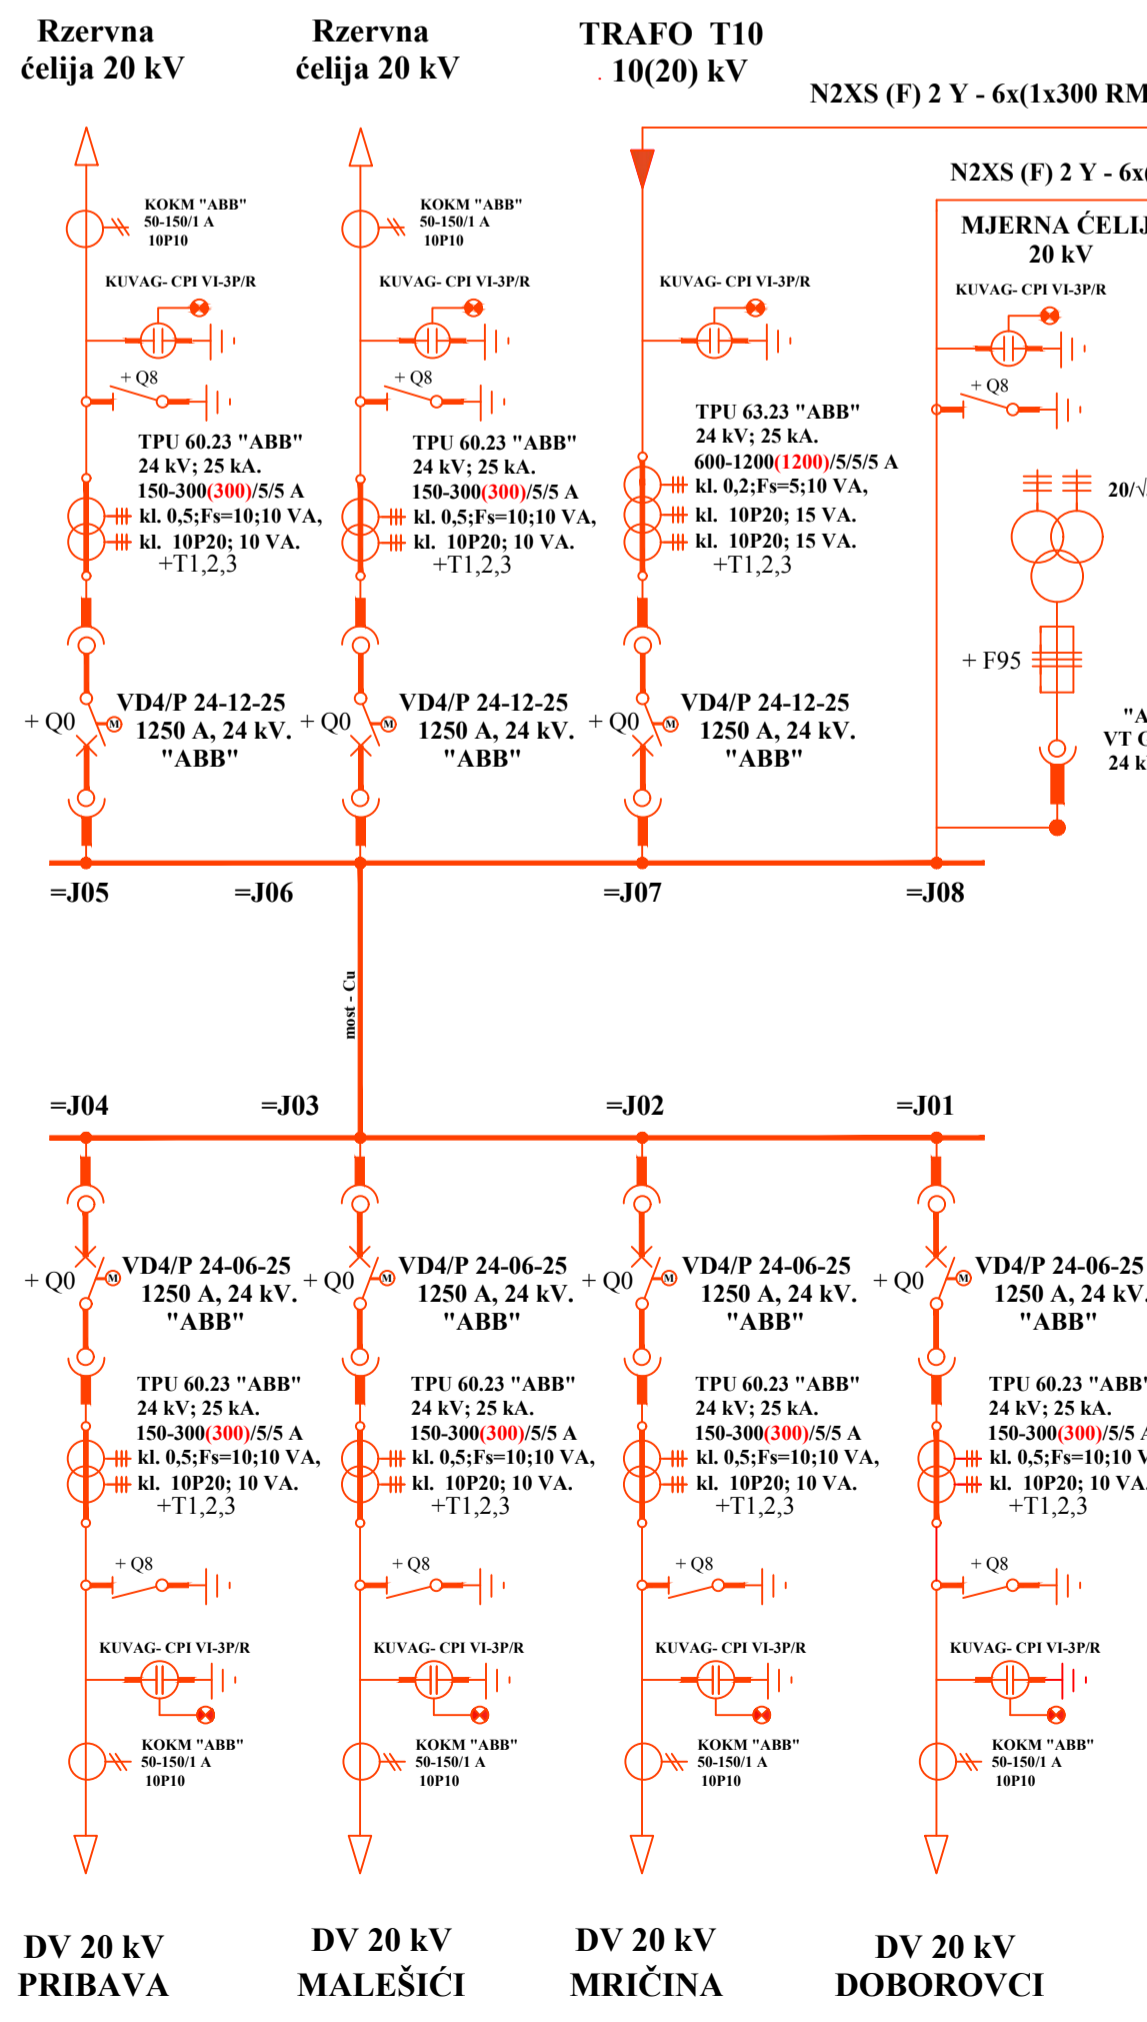 Rzervna
ćelija 20 kV
Rzervna
ćelija 20 kV
TRAFO T10
10(20) kV
N2XS (F) 2 Y - 6x(1x300 RM
N2XS (F) 2 Y - 6x(
MJERNA ĆELIJ
20 kV
KOKM "ABB"
50-150/1 A
10P10
KOKM "ABB"
50-150/1 A
10P10
KUVAG- CPI VI-3P/R
KUVAG- CPI VI-3P/R
KUVAG- CPI VI-3P/R
KUVAG- CPI VI-3P/R
+ Q8
+ Q8
+ Q8
TPU 60.23 "ABB"
24 kV; 25 kA.
150-300(300)/5/5 A
kl. 0,5;Fs=10;10 VA,
kl. 10P20; 10 VA.
+T1,2,3
TPU 60.23 "ABB"
24 kV; 25 kA.
150-300(300)/5/5 A
kl. 0,5;Fs=10;10 VA,
kl. 10P20; 10 VA.
+T1,2,3
TPU 63.23 "ABB"
24 kV; 25 kA.
600-1200(1200)/5/5/5 A
kl. 0,2;Fs=5;10 VA,
kl. 10P20; 15 VA.
kl. 10P20; 15 VA.
+T1,2,3
20/√
+ F95
"A
VT C
24 k
+ Q0
M
VD4/P 24-12-25
1250 A, 24 kV.
"ABB"
+ Q0
M
VD4/P 24-12-25
1250 A, 24 kV.
"ABB"
+ Q0
M
VD4/P 24-12-25
1250 A, 24 kV.
"ABB"
=J05
=J06
=J07
=J08
most - Cu
=J04
=J03
=J02
=J01
+ Q0
M
VD4/P 24-06-25
1250 A, 24 kV.
"ABB"
+ Q0
M
VD4/P 24-06-25
1250 A, 24 kV.
"ABB"
+ Q0
M
VD4/P 24-06-25
1250 A, 24 kV.
"ABB"
+ Q0
M
VD4/P 24-06-25
1250 A, 24 kV.
"ABB"
TPU 60.23 "ABB"
24 kV; 25 kA.
150-300(300)/5/5 A
kl. 0,5;Fs=10;10 VA,
kl. 10P20; 10 VA.
+T1,2,3
TPU 60.23 "ABB"
24 kV; 25 kA.
150-300(300)/5/5 A
kl. 0,5;Fs=10;10 VA,
kl. 10P20; 10 VA.
+T1,2,3
TPU 60.23 "ABB"
24 kV; 25 kA.
150-300(300)/5/5 A
kl. 0,5;Fs=10;10 VA,
kl. 10P20; 10 VA.
+T1,2,3
TPU 60.23 "ABB"
24 kV; 25 kA.
150-300(300)/5/5 A
kl. 0,5;Fs=10;10 V
kl. 10P20; 10 VA.
+T1,2,3
+ Q8
+ Q8
+ Q8
+ Q8
KUVAG- CPI VI-3P/R
KUVAG- CPI VI-3P/R
KUVAG- CPI VI-3P/R
KUVAG- CPI VI-3P/R
KOKM "ABB"
50-150/1 A
10P10
KOKM "ABB"
50-150/1 A
10P10
KOKM "ABB"
50-150/1 A
10P10
KOKM "ABB"
50-150/1 A
10P10
DV 20 kV
PRIBAVA
DV 20 kV
MALEŠIĆI
DV 20 kV
MRIČINA
DV 20 kV
DOBOROVCI